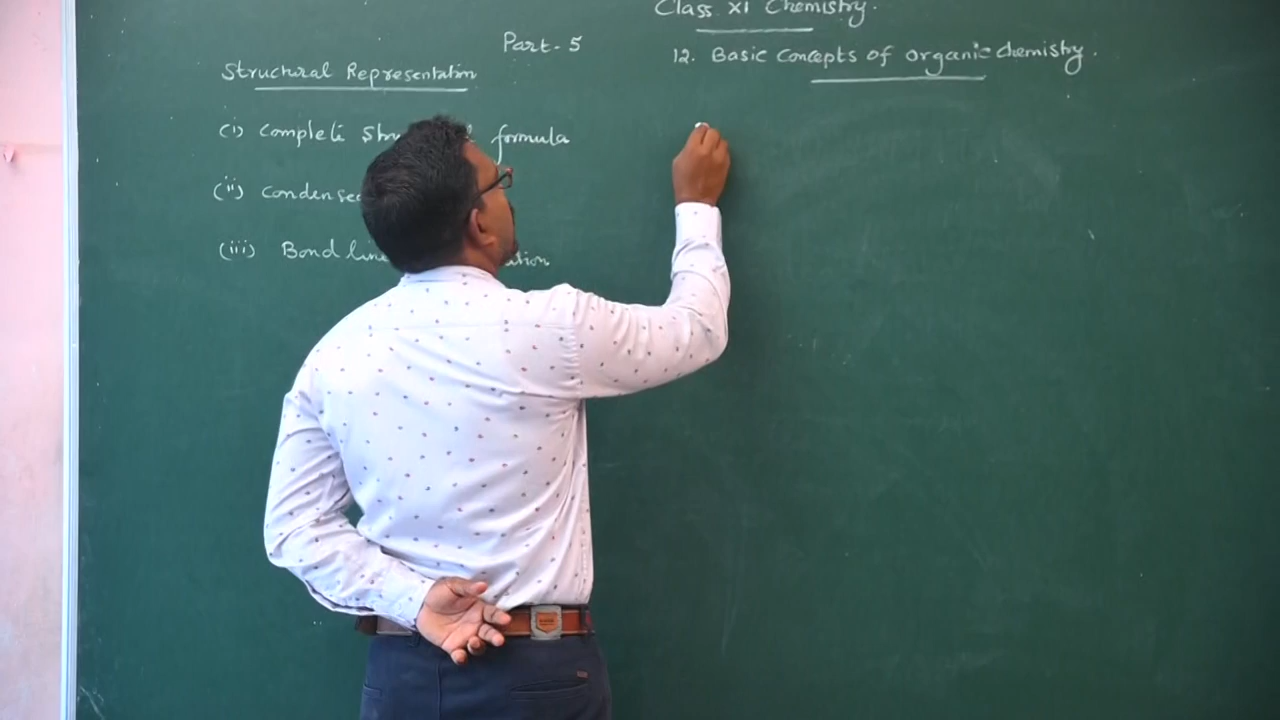 Class XI Chemistry.
Part - 5
12. Basic Concepts of Organic chemistry.
Structural Representation
(i) Complete formula
(ii)
(iii) Bond